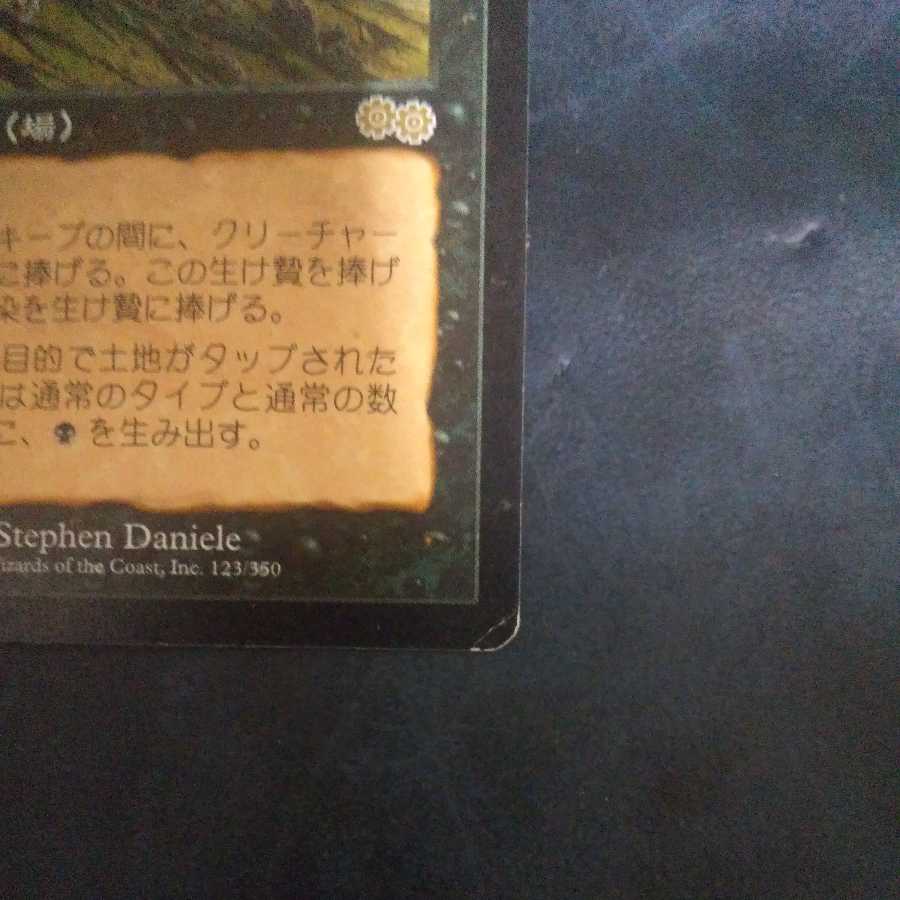 （場）
キープの間に、クリーチャー
に捧げる。この生け贄を捧げ
染を生け贄に捧げる。
目的で土地がタップされた
は通常のタイプと通常の数
に、を生み出す。
Stephen Daniele
izards of the Coast, Inc. 123/350